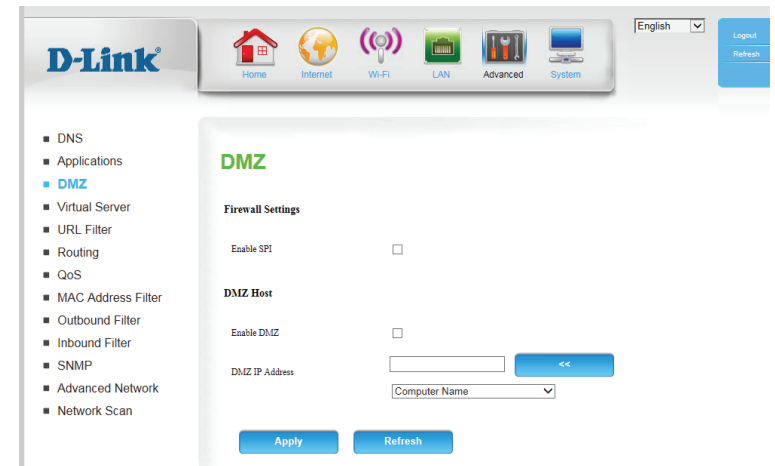 English
Logout
Refresh
D-Link
Home Internet Wi-Fi LAN Advanced System
DNS
Applications
DMZ
Virtual Server
URL Filter
Routing
QoS
MAC Address Filter
Outbound Filter
Inbound Filter
SNMP
Advanced Network
Network Scan
DMZ
Firewall Settings
Enable SPI
DMZ Host
Enable DMZ
DMZ IP Address <<
Computer Name
Apply Refresh